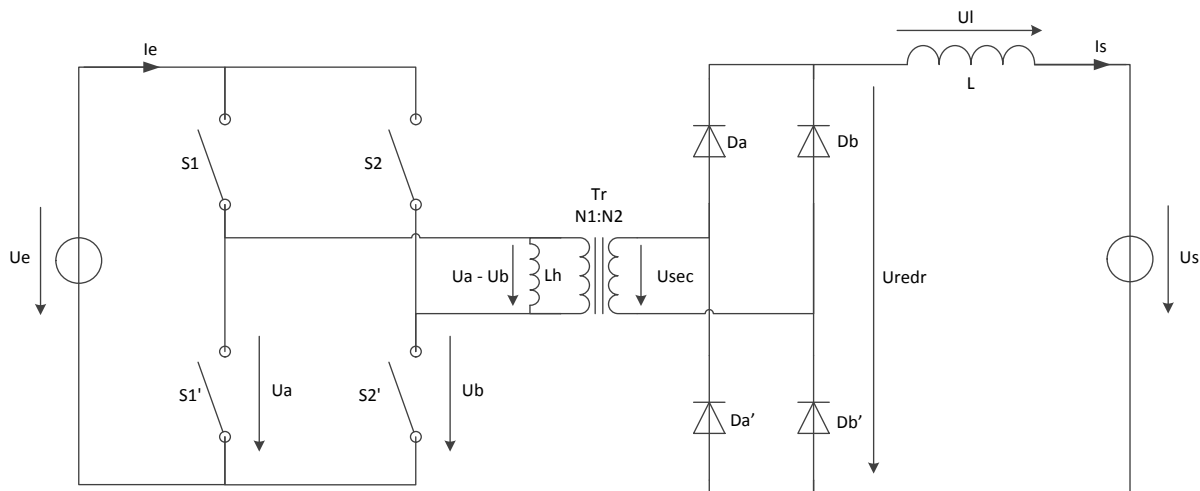 Ul
Ie
Is
L
S1
S2
Da
Db
Tr
N1:N2
Ue
Ua - Ub
Lh
Usec
Uredr
Us
S1'
Ua
S2'
Ub
Da’
Db’